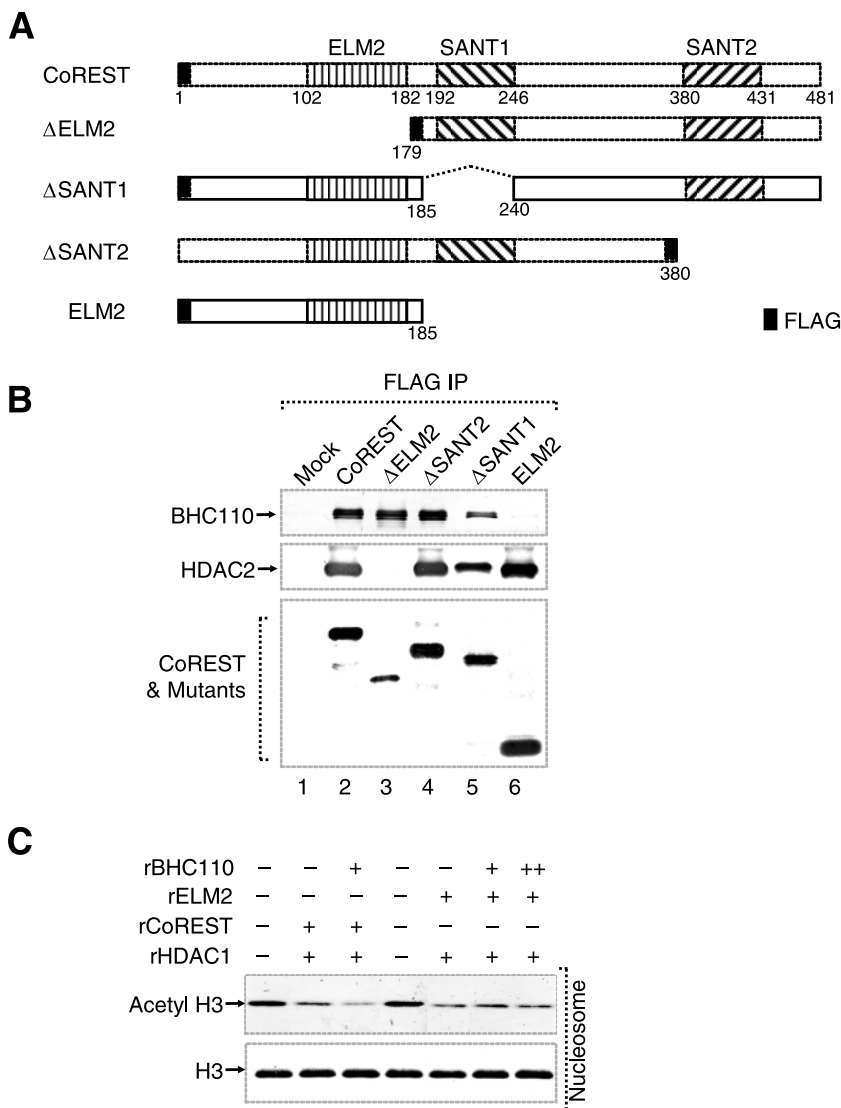 A
ELM2 SANT1 SANT2
CoREST
1 102 182 192 246 380 431 481
ΔELM2
179
ΔSANT1
185 240
ΔSANT2
380
ELM2
185
FLAG
B
FLAG IP
Mock CoREST ΔELM2 ΔSANT2 ΔSANT1 ELM2
BHC110
HDAC2
CoREST
& Mutants
1 2 3 4 5 6
C
rBHC110 – – + – – + ++
rELM2 – – – – + + +
rCoREST – + + – – – –
rHDAC1 – + + – + + +
Acetyl H3
H3
Nucleosome